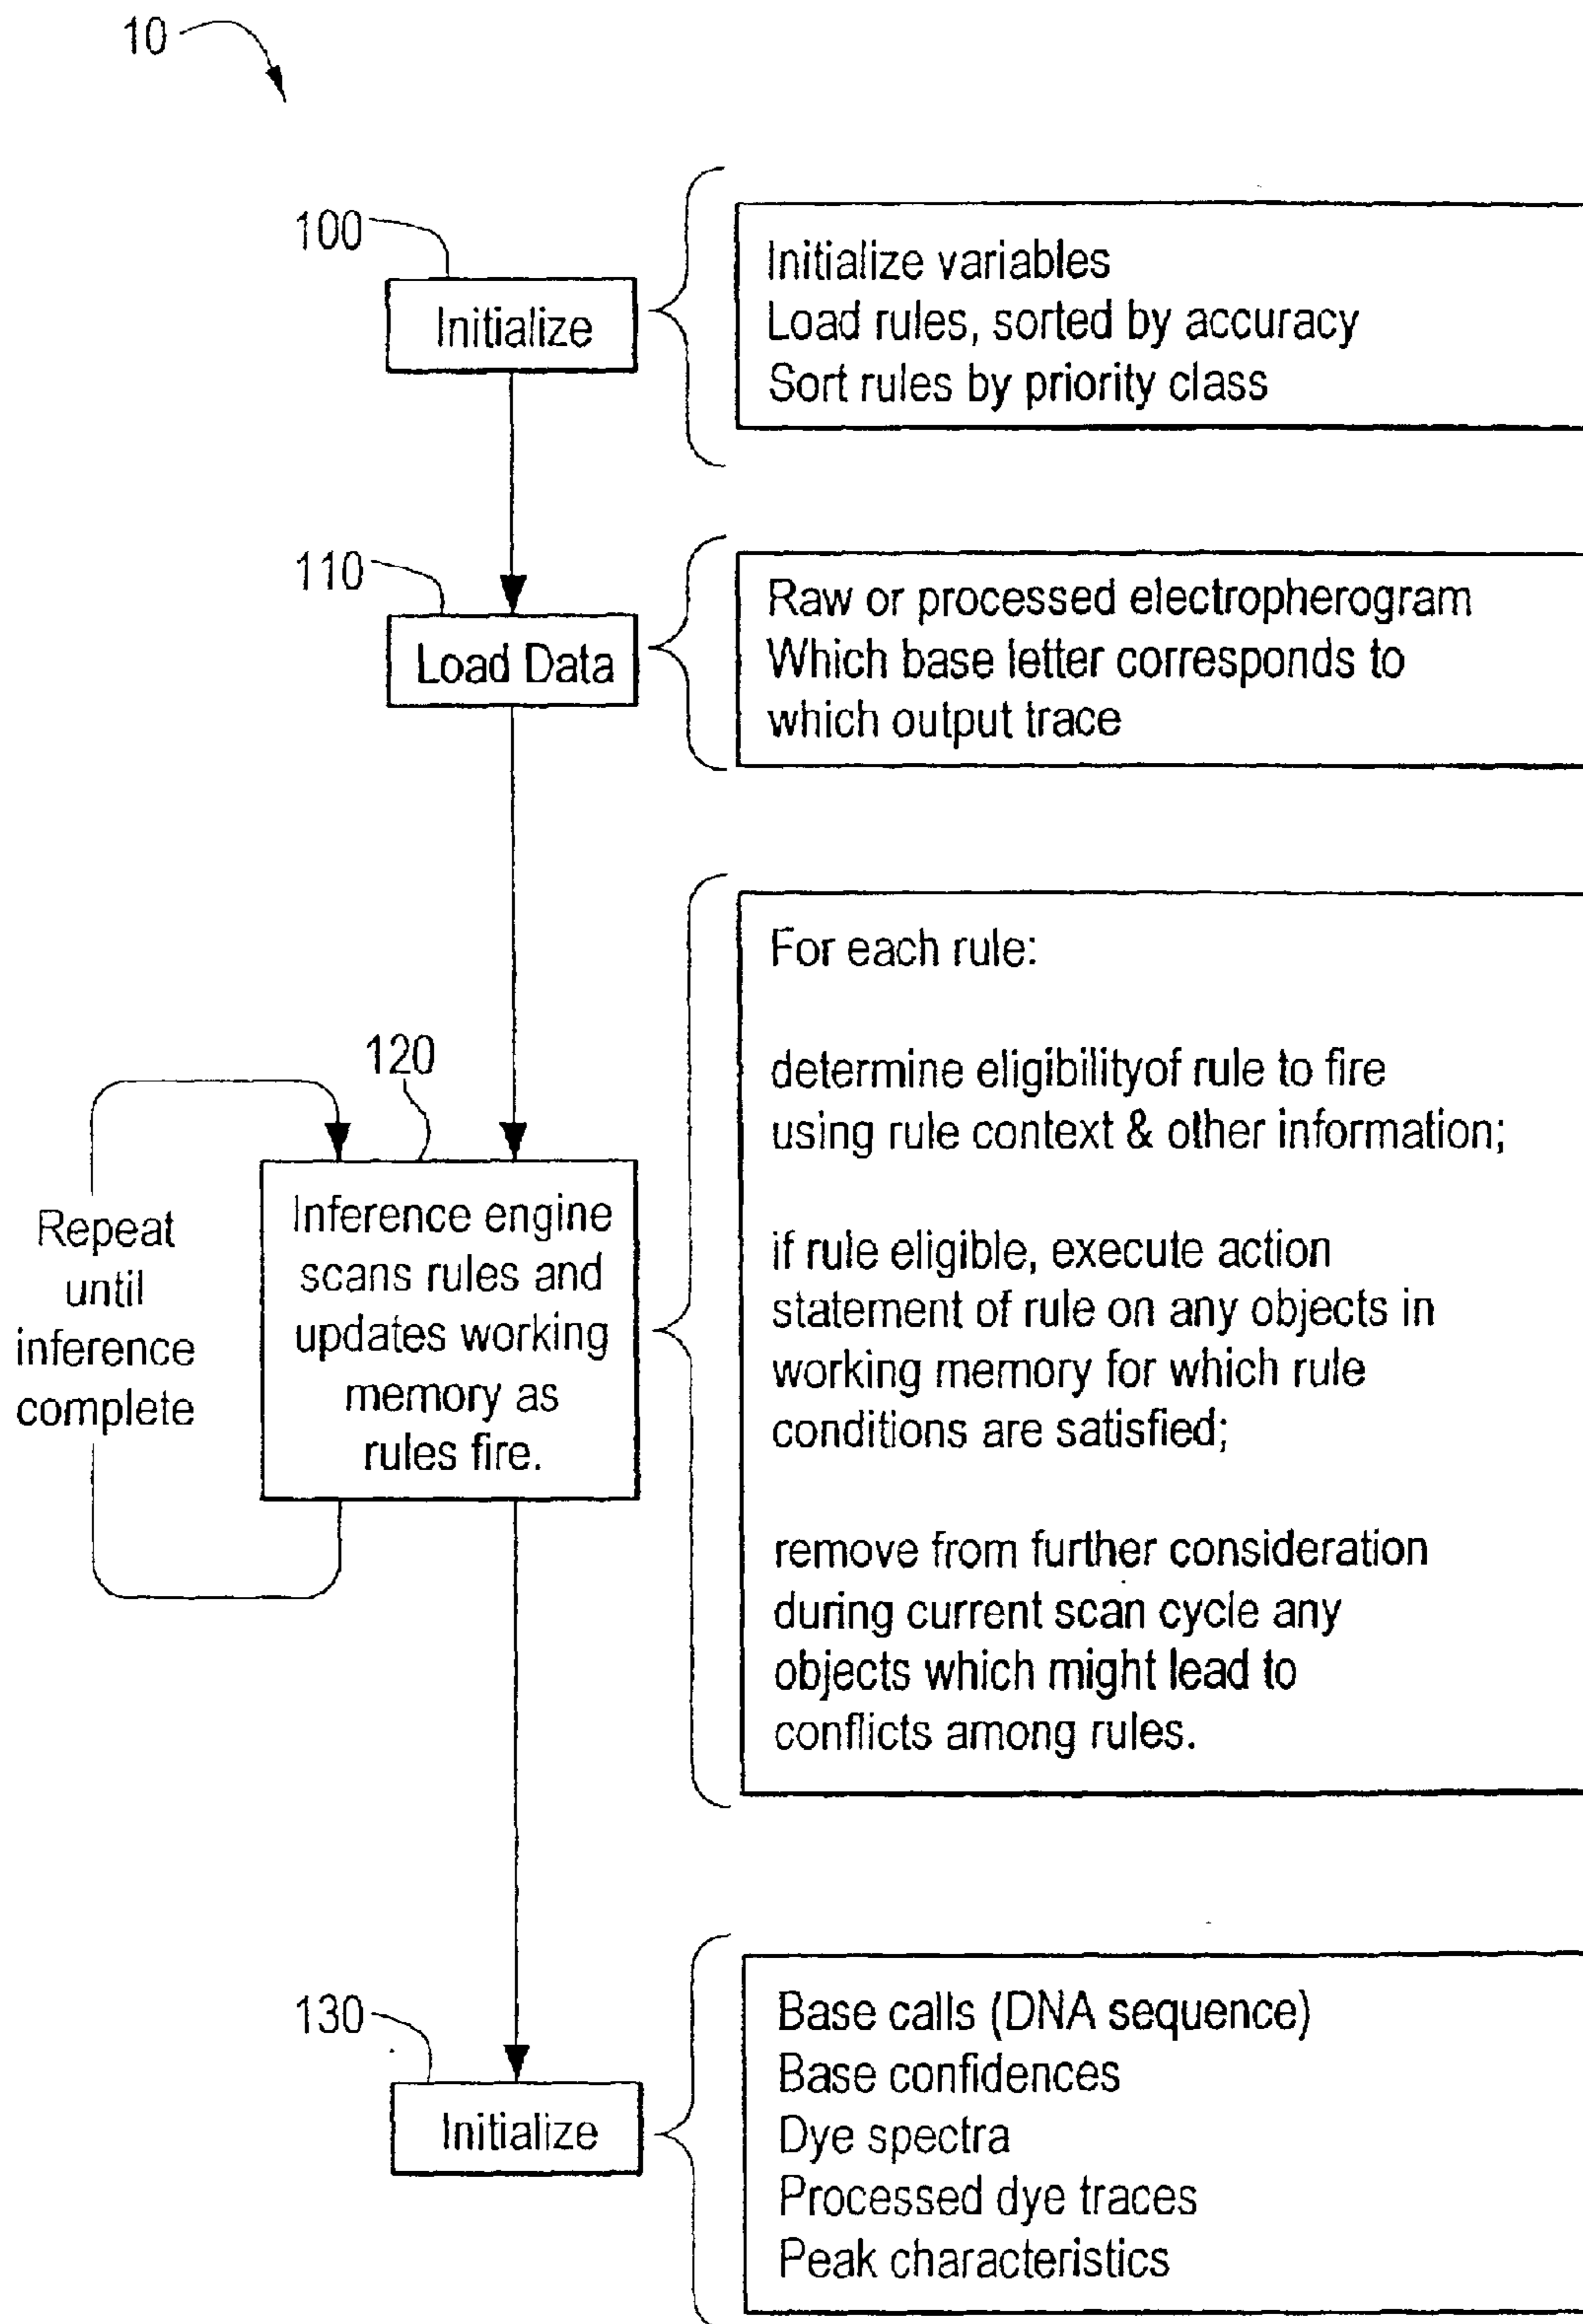 10
100
Initialize
Initialize variables
Load rules, sorted by accuracy
Sort rules by priority class
110
Load Data
Raw or processed electropherogram
Which base letter corresponds to
which output trace
120
Repeat
until
inference
complete
Inference engine
scans rules and
updates working
memory as
rules fire.
For each rule:
determine eligibilityof rule to fire
using rule context & other information;
if rule eligible, execute action
statement of rule on any objects in
working memory for which rule
conditions are satisfied;
remove from further consideration
during current scan cycle any
objects which might lead to
conflicts among rules.
130
Initialize
Base calls (DNA sequence)
Base confidences
Dye spectra
Processed dye traces
Peak characteristics